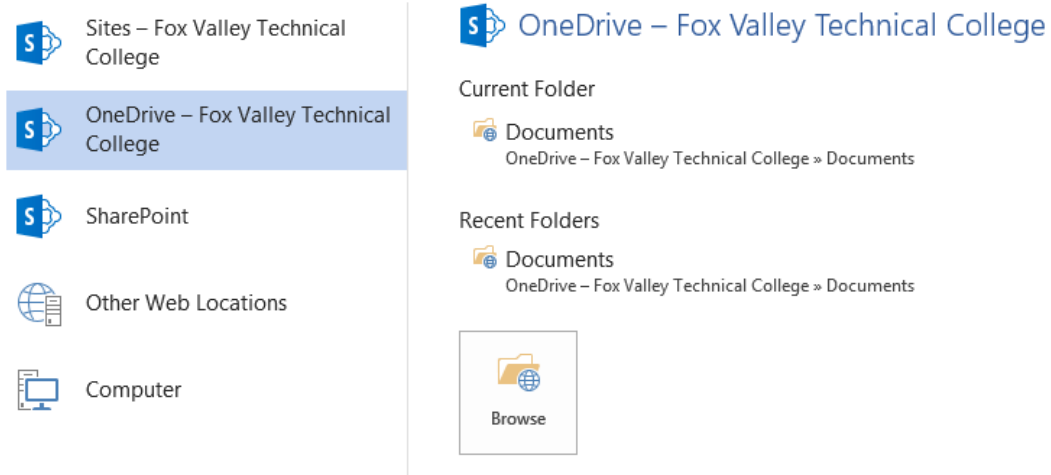 Sites – Fox Valley Technical
College
OneDrive – Fox Valley Technical
College
SharePoint
Other Web Locations
Computer
OneDrive – Fox Valley Technical College
Current Folder
Documents
OneDrive – Fox Valley Technical College » Documents
Recent Folders
Documents
OneDrive – Fox Valley Technical College » Documents
Browse